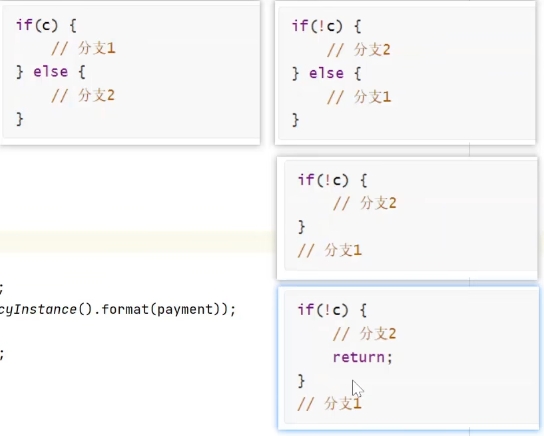 if(c) {
// 分支1
} else {
// 分支2
}
if(!c) {
// 分支2
} else {
// 分支1
}
if(!c) {
// 分支2
}
// 分支1
;
cyInstance().format(payment));
;
if(!c) {
// 分支2
return;
}
// 分支1